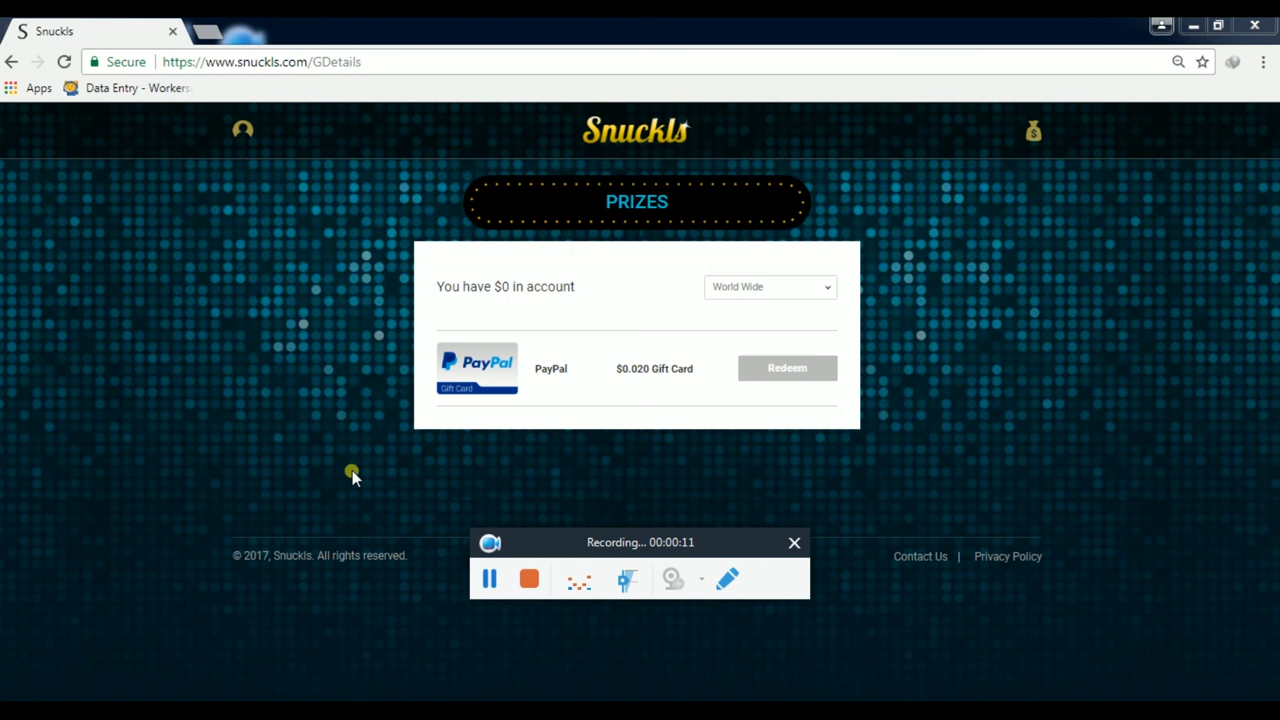 Snuckls
Secure
https://www.snuckls.com/GDetails
Apps
Data Entry - Workers
Snuckls
PRIZES
You have $0 in account
World Wide
PayPal
Gift Card
PayPal
$0.020 Gift Card
Redeem
Recording... 00:00:11
© 2017, Snuckls. All rights reserved.
Contact Us | Privacy Policy